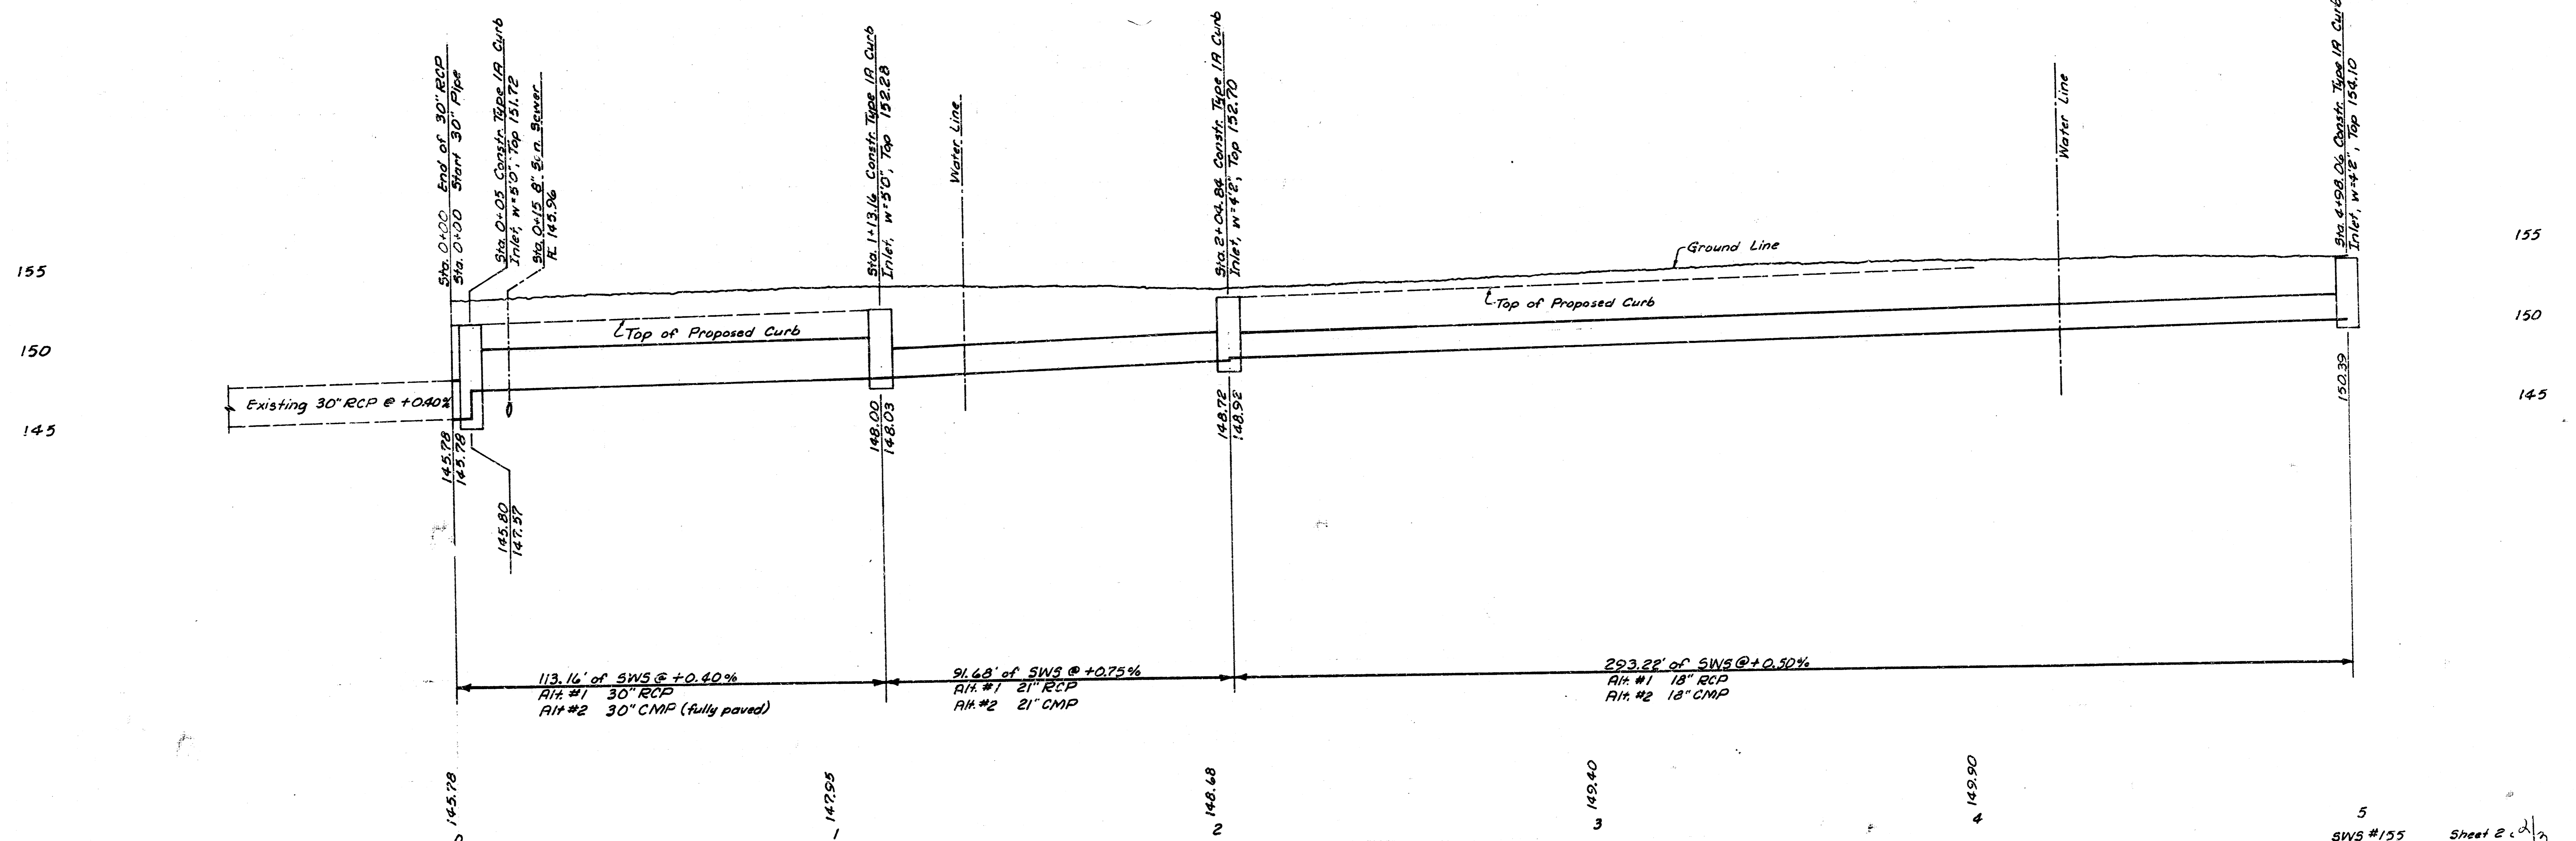 Sta. 0+00 End of 30" RCP
Sta. 0+00 Start 30" Pipe
Sta. 0+05 Constr. Type 1A Curb
Inlet, w=5'0", Top 151.72
Sta. 0+15 8" San. Sewer
145.96
Sta. 1+13.16 Constr. Type 1A Curb
Inlet, w=5'0", Top 152.28
Water Line
Sta. 2+04.84 Constr. Type 1A Curb
Inlet, w=4'2", Top 152.70
Water Line
Sta. 4+98.06 Constr. Type 1A Curb
Inlet, w=4'2", Top 154.10
155
155
Ground Line
Top of Proposed Curb
Top of Proposed Curb
150
150
Existing 30" RCP @ +0.40%
145
145
145.78
145.78
145.80
147.57
148.00
148.03
148.72
148.92
150.39
113.16' of SWS @ +0.40%
Alt. #1 30" RCP
Alt #2 30" CMP (fully paved)
91.68' of SWS @ +0.75%
Alt. #1 21" RCP
Alt. #2 21" CMP
293.22' of SWS @ +0.50%
Alt. #1 18" RCP
Alt. #2 18" CMP
145.78
147.95
148.68
149.40
149.90
0
1
2
3
4
5
SWS #155 Sheet 2